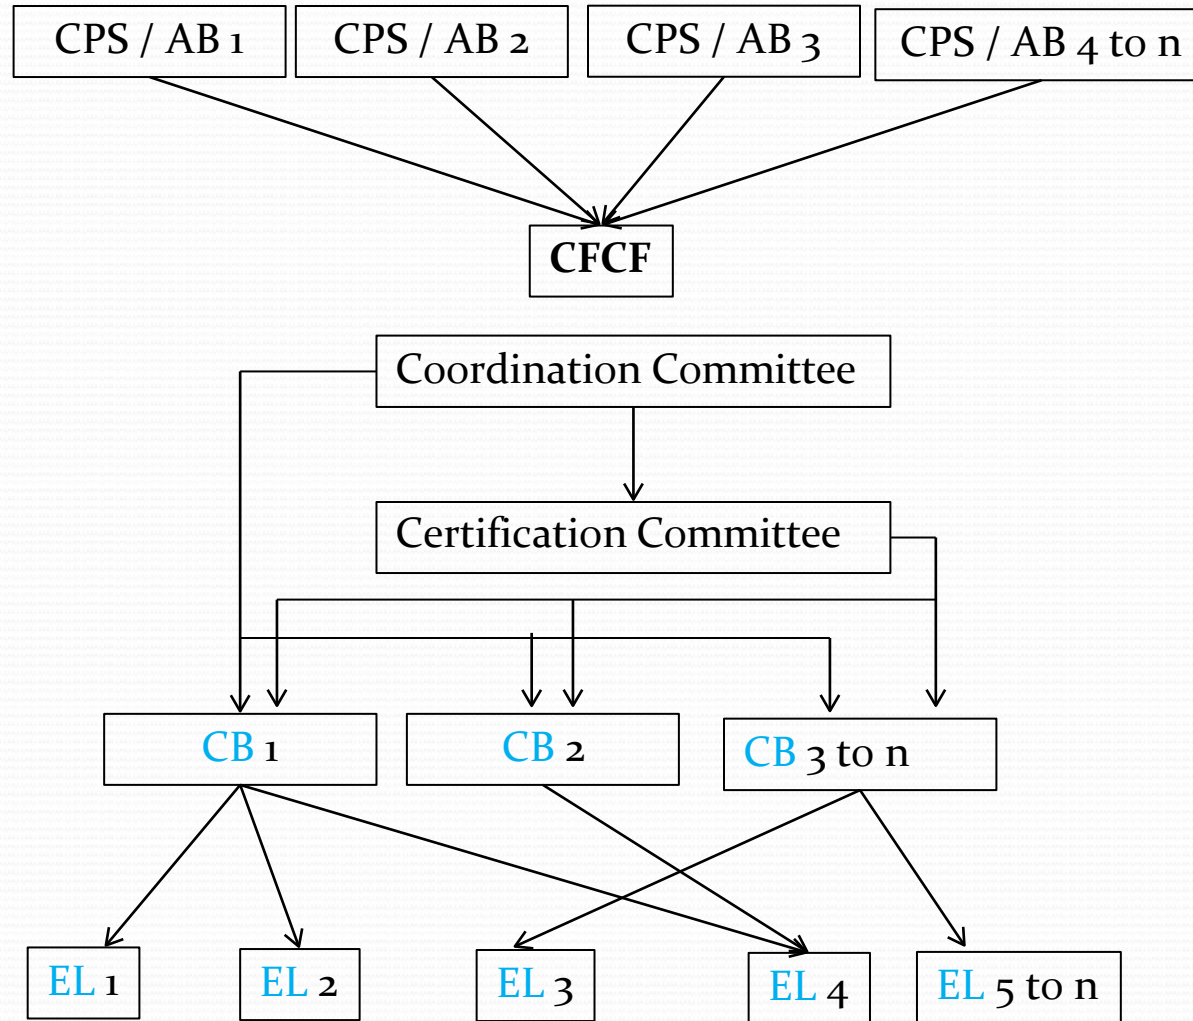 CPS / AB 1
CPS / AB 2
CPS / AB 3
CPS / AB 4 to n
CFCF
Coordination Committee
Certification Committee
CB 1
CB 2
CB 3 to n
EL 1
EL 2
EL 3
EL 4
EL 5 to n